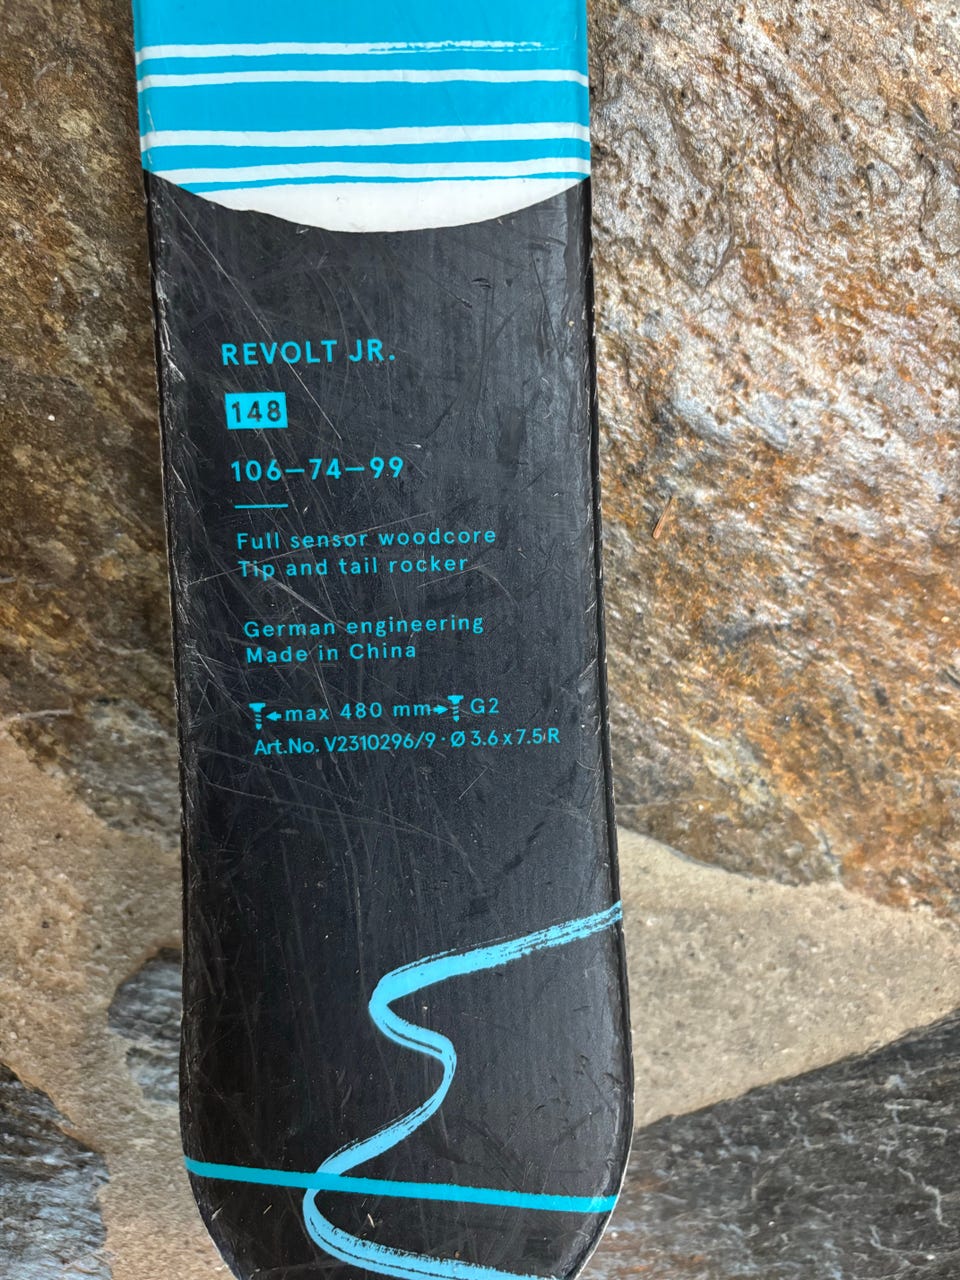 REVOLT JR.
148
106–74–99
Full sensor woodcore
Tip and tail rocker
German engineering
Made in China
max 480 mm G2
Art.No. V2310296/9 · Ø 3.6 x 7.5 R